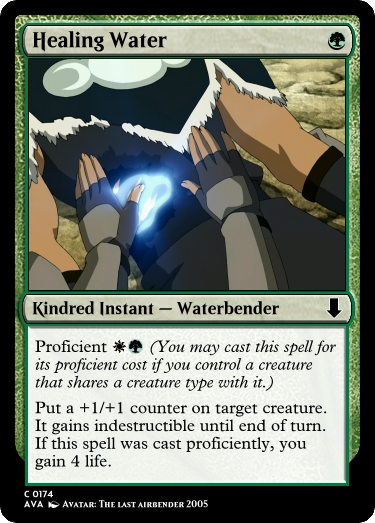 Healing Water
Kindred Instant — Waterbender
Proficient (You may cast this spell for
its proficient cost if you control a creature
that shares a creature type with it.)
Put a +1/+1 counter on target creature.
It gains indestructible until end of turn.
If this spell was cast proficiently, you
gain 4 life.
C 0174
AVA Avatar: The last airbender 2005